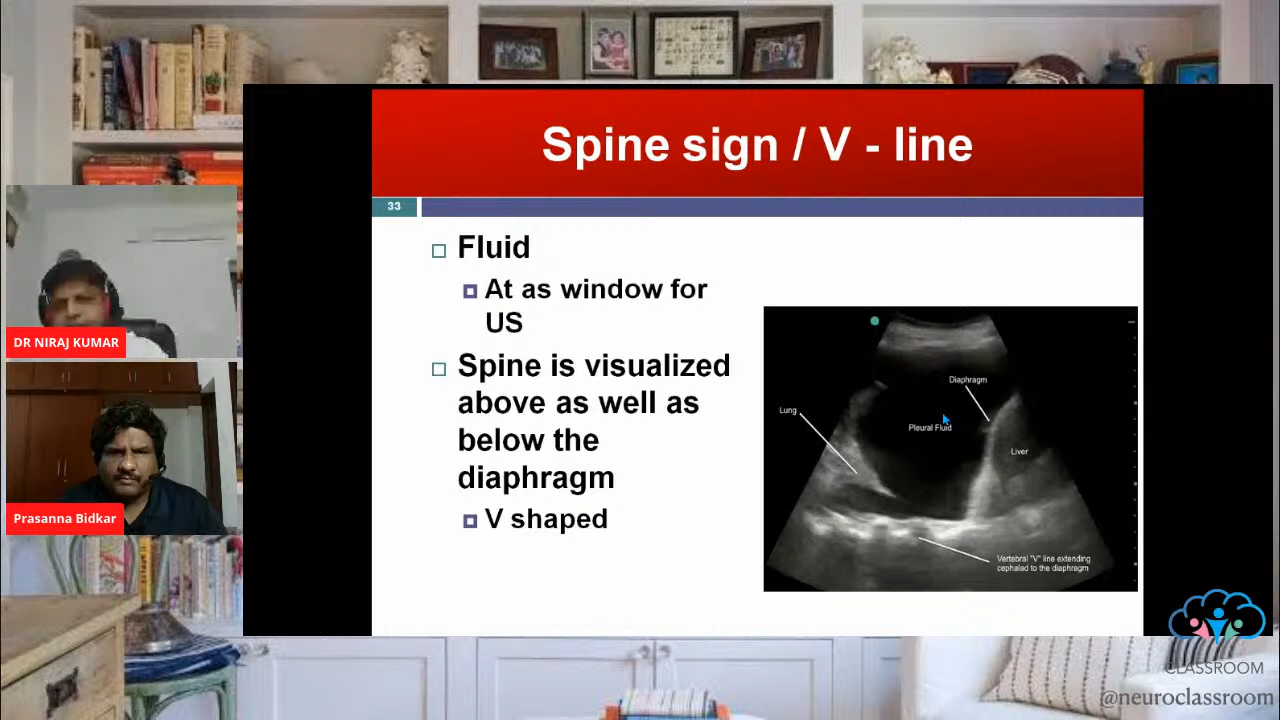 Spine sign / V - line
33
Fluid
At as window for
US
Spine is visualized
above as well as
below the
diaphragm
V shaped
Diaphragm
Lung
Pleural Fluid
Liver
Vertebral "V" line extending
cephalad to the diaphragm
DR NIRAJ KUMAR
Prasanna Bidkar
CLASSROOM
@neuroclassroom